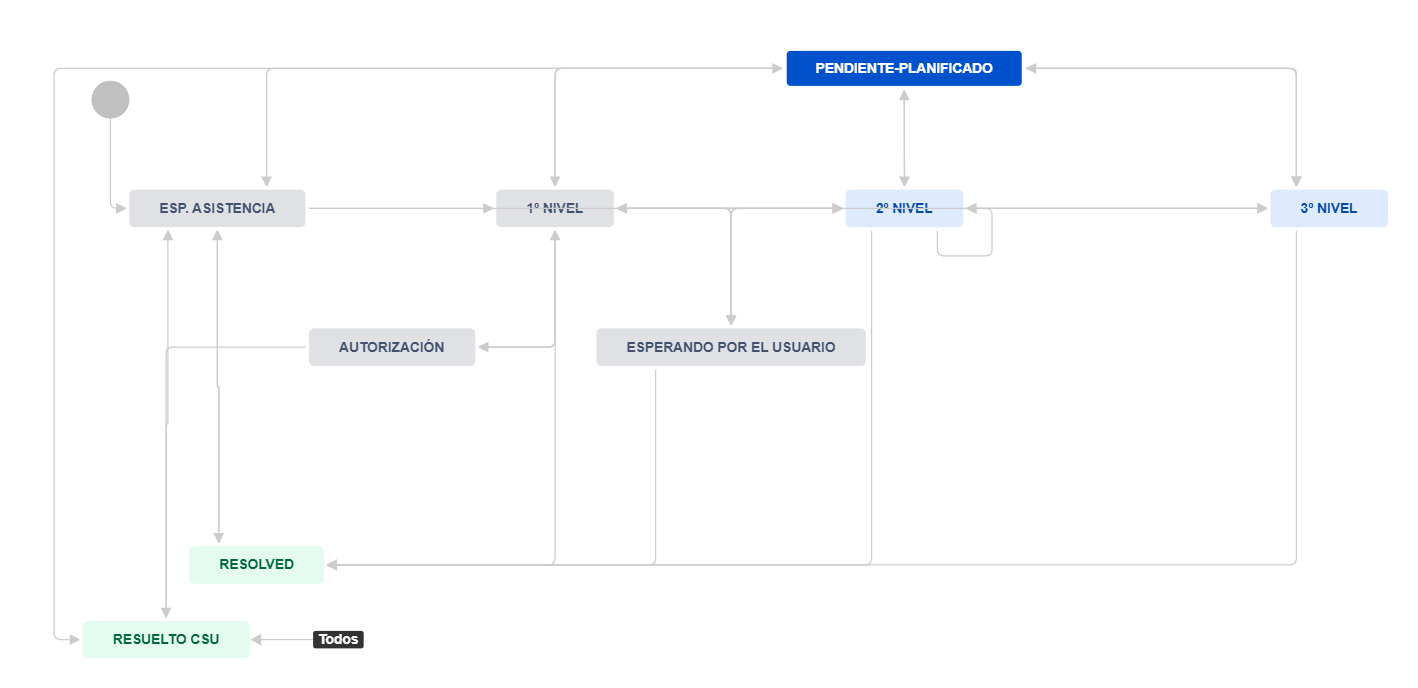 PENDIENTE-PLANIFICADO
ESP. ASISTENCIA
1º NIVEL
2º NIVEL
3º NIVEL
AUTORIZACIÓN
ESPERANDO POR EL USUARIO
RESOLVED
RESUELTO CSU
Todos